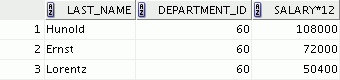 LAST_NAME DEPARTMENT_ID SALARY*12
1 Hunold 60 108000
2 Ernst 60 72000
3 Lorentz 60 50400